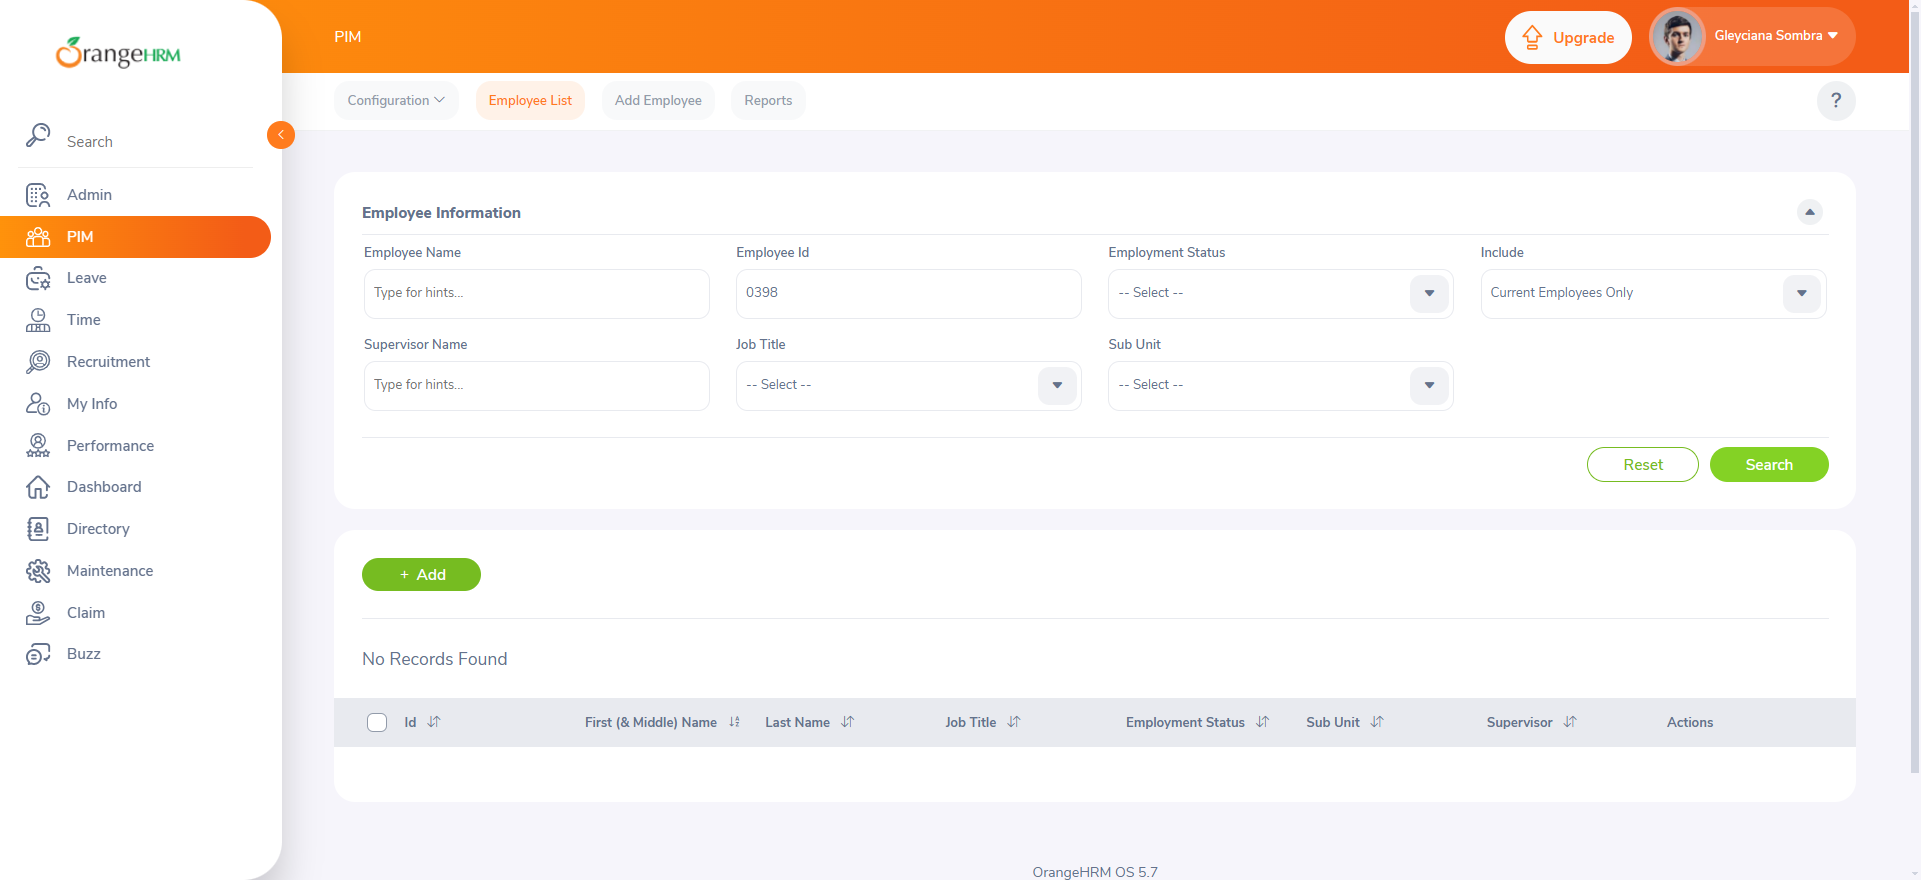 OrangeHRM
PIM
Upgrade
Gleyciana Sombra
Configuration
Employee List
Add Employee
Reports
?
Search
Admin
PIM
Leave
Time
Recruitment
My Info
Performance
Dashboard
Directory
Maintenance
Claim
Buzz
Employee Information
Employee Name
Employee Id
Employment Status
Include
Type for hints...
0398
-- Select --
Current Employees Only
Supervisor Name
Job Title
Sub Unit
Type for hints...
-- Select --
-- Select --
Reset
Search
+ Add
No Records Found
Id
First (& Middle) Name
Last Name
Job Title
Employment Status
Sub Unit
Supervisor
Actions
OrangeHRM OS 5.7